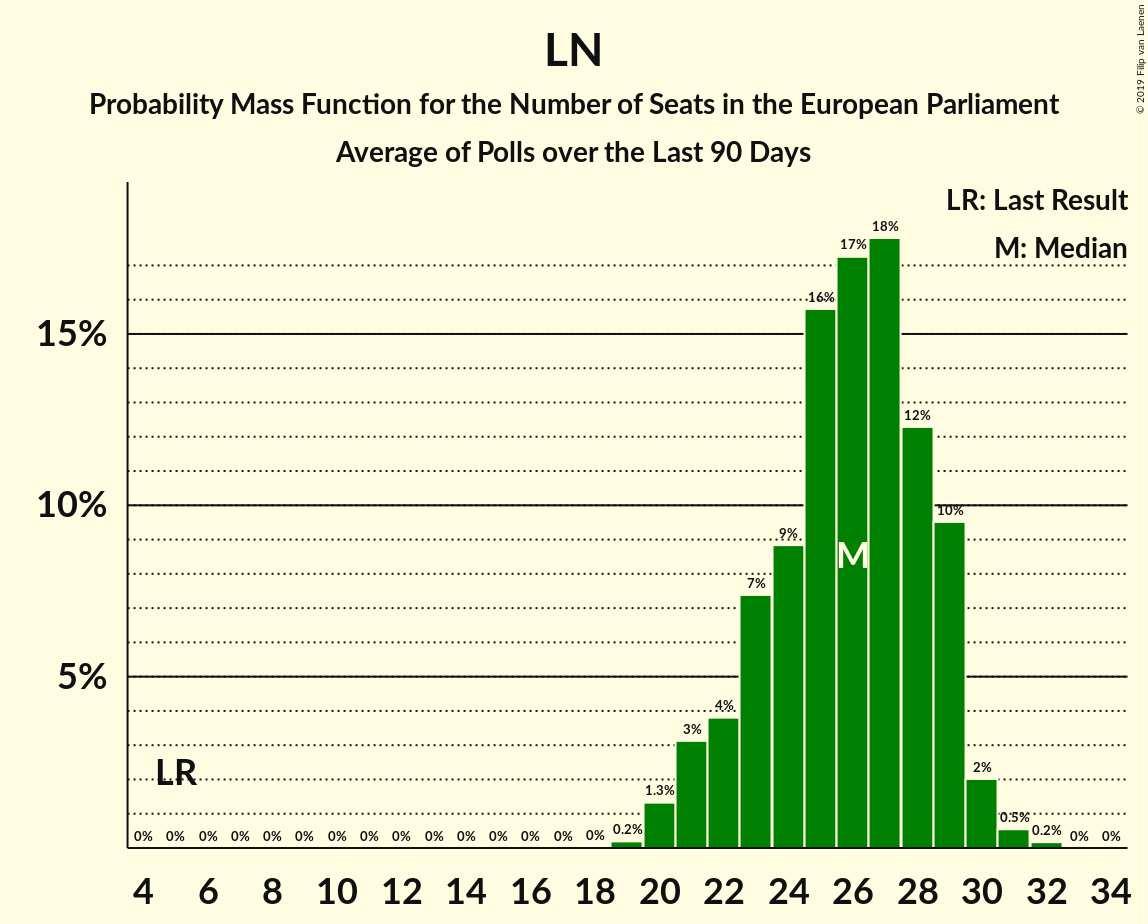 LN
Probability Mass Function for the Number of Seats in the European Parliament
Average of Polls over the Last 90 Days
© 2019 Filip van Laenen
LR: Last Result
M: Median
15%
10%
5%
LR
M
0% 0% 0% 0% 0% 0% 0% 0% 0% 0% 0% 0% 0% 0% 0% 0.2% 1.3% 3% 4% 7% 9% 16% 17% 18% 12% 10% 2% 0.5% 0.2% 0% 0%
4 6 8 10 12 14 16 18 20 22 24 26 28 30 32 34